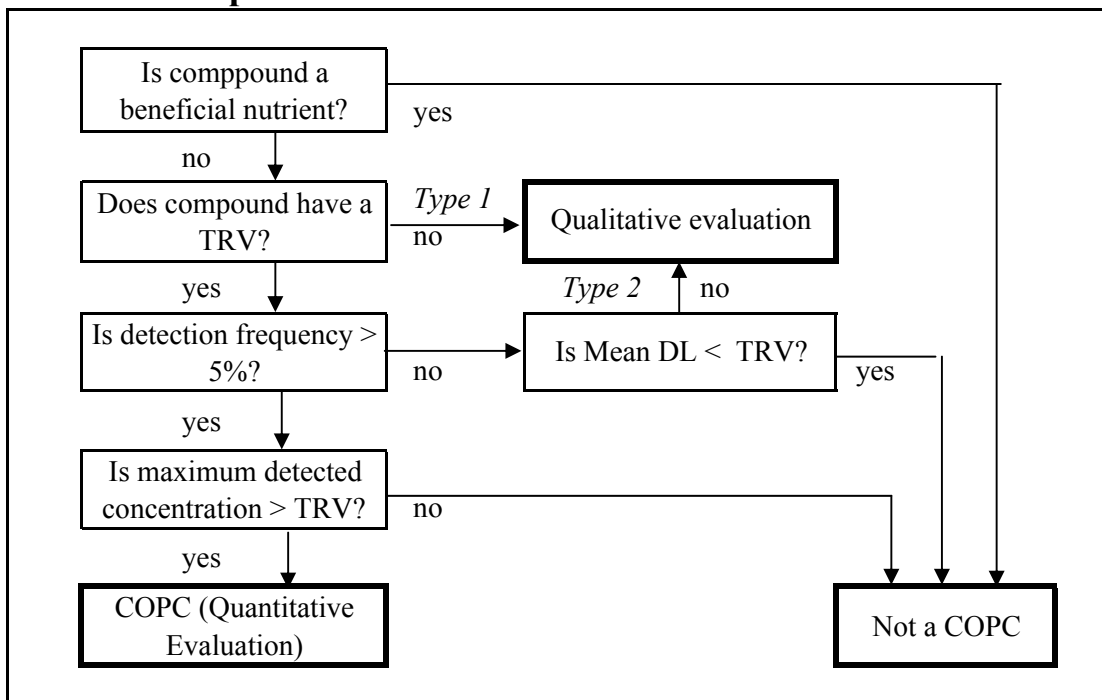 Is comppound a
beneficial nutrient?
yes
no
Does compound have a
TRV?
Type 1
no
Qualitative evaluation
yes
Type 2
no
Is detection frequency >
5%?
no
Is Mean DL < TRV?
yes
yes
Is maximum detected
concentration > TRV?
no
yes
COPC (Quantitative
Evaluation)
Not a COPC